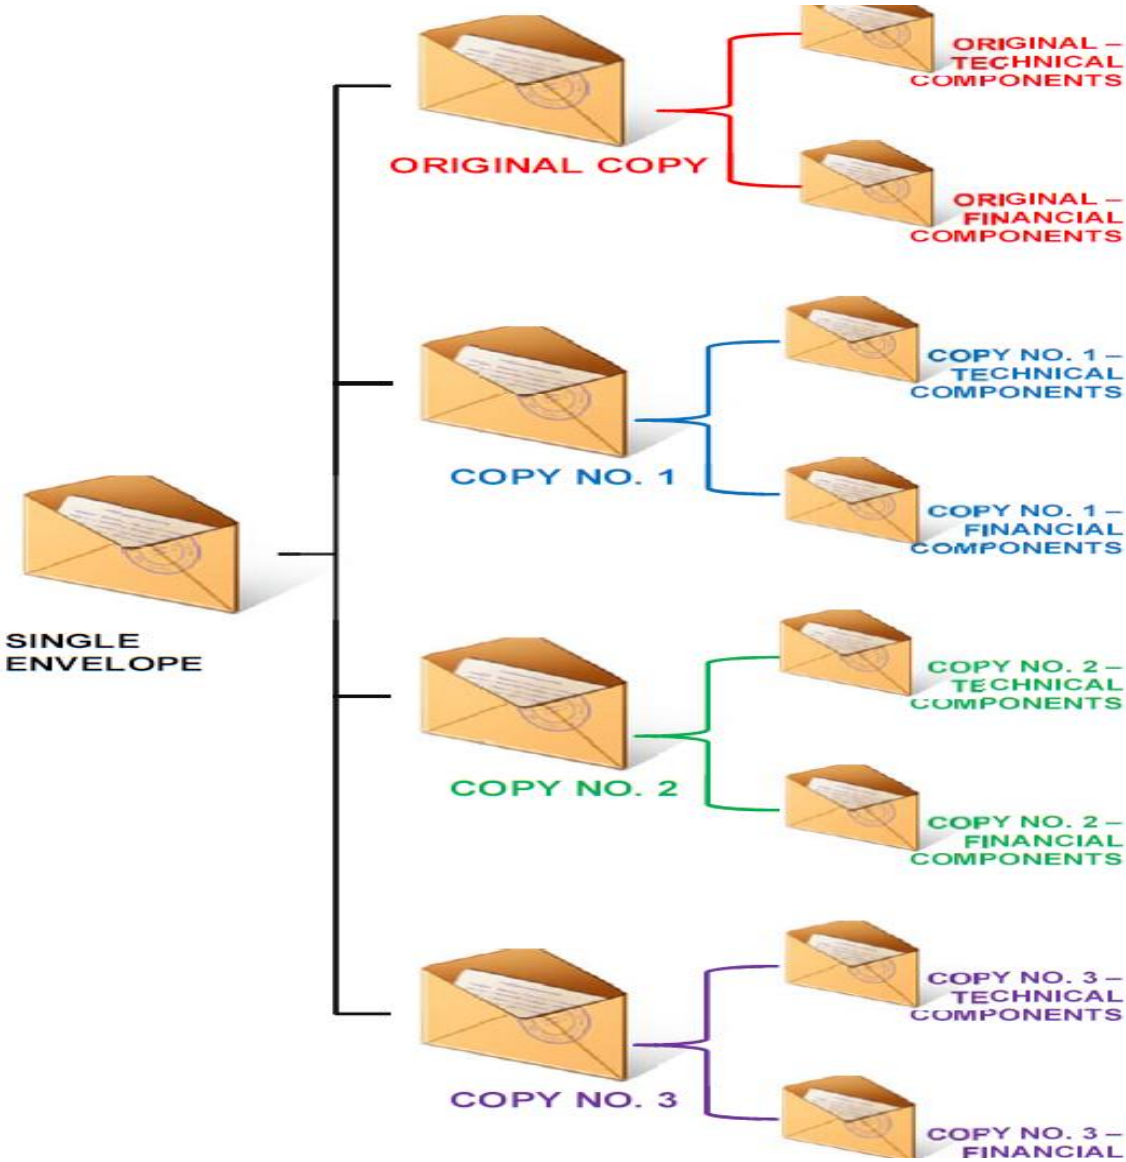 ORIGINAL –
TECHNICAL
COMPONENTS
ORIGINAL COPY
ORIGINAL –
FINANCIAL
COMPONENTS
COPY NO. 1 –
TECHNICAL
COMPONENTS
COPY NO. 1
COPY NO. 1 –
FINANCIAL
COMPONENTS
SINGLE
ENVELOPE
COPY NO. 2 –
TECHNICAL
COMPONENTS
COPY NO. 2
COPY NO. 2 –
FINANCIAL
COMPONENTS
COPY NO. 3 –
TECHNICAL
COMPONENTS
COPY NO. 3
COPY NO. 3 –
FINANCIAL